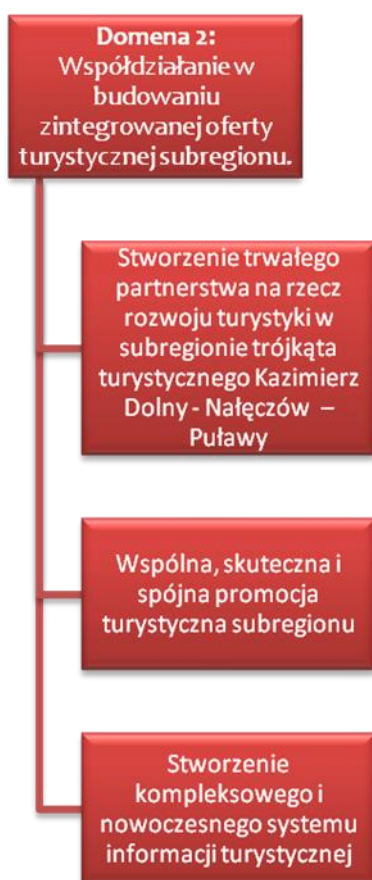 Domena 2:
Współdziałanie w
budowaniu
zintegrowanej oferty
turystycznej subregionu.
Stworzenie trwałego
partnerstwa na rzecz
rozwoju turystyki w
subregionie trójkąta
turystycznego Kazimierz
Dolny - Nałęczów –
Puławy
Wspólna, skuteczna i
spójna promocja
turystyczna subregionu
Stworzenie
kompleksowego i
nowoczesnego systemu
informacji turystycznej